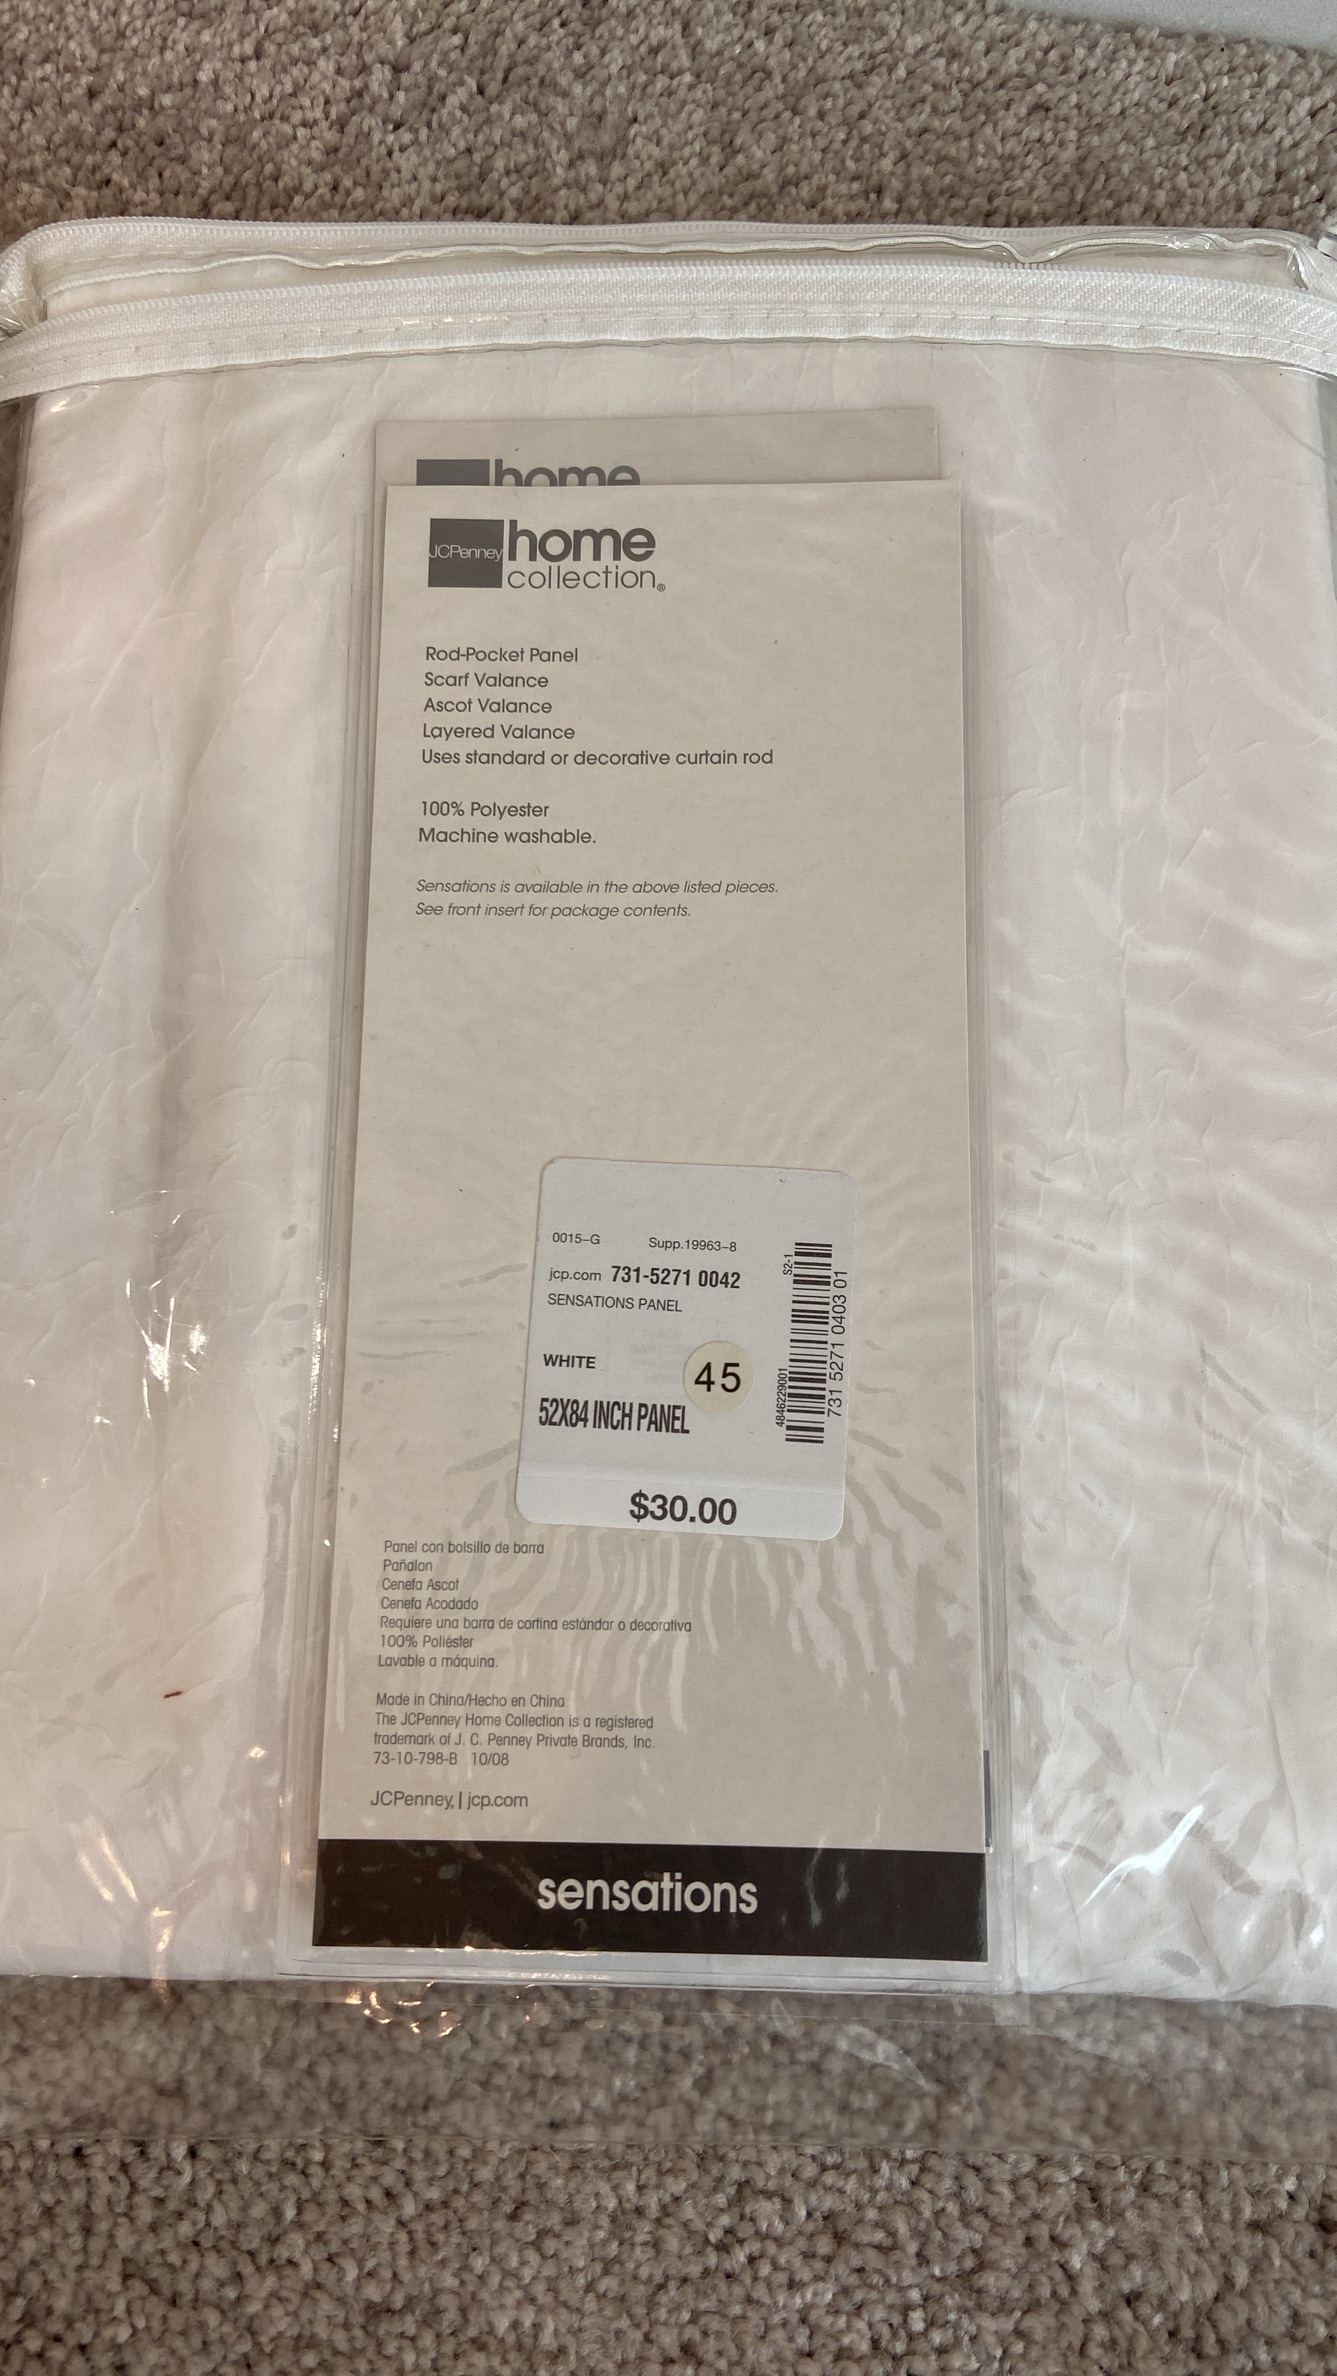 home
JCPenney home
collection®
Rod-Pocket Panel
Scarf Valance
Ascot Valance
Layered Valance
Uses standard or decorative curtain rod
100% Polyester
Machine washable.
Sensations is available in the above listed pieces.
See front insert for package contents.
0015-G Supp.19963-8
jcp.com 731-5271 0042
SENSATIONS PANEL
WHITE
45
52X84 INCH PANEL
$30.00
S2-1
4846229001
731 5271 0403 01
Panel con bolsillo de barra
Pañalon
Cenefa Ascot
Cenefa Acodado
Requiere una barra de cortina estándar o decorativa
100% Poliéster
Lavable a máquina.
Made in China/Hecho en China
The JCPenney Home Collection is a registered
trademark of J. C. Penney Private Brands, Inc.
73-10-798-B 10/08
JCPenney. | jcp.com
sensations